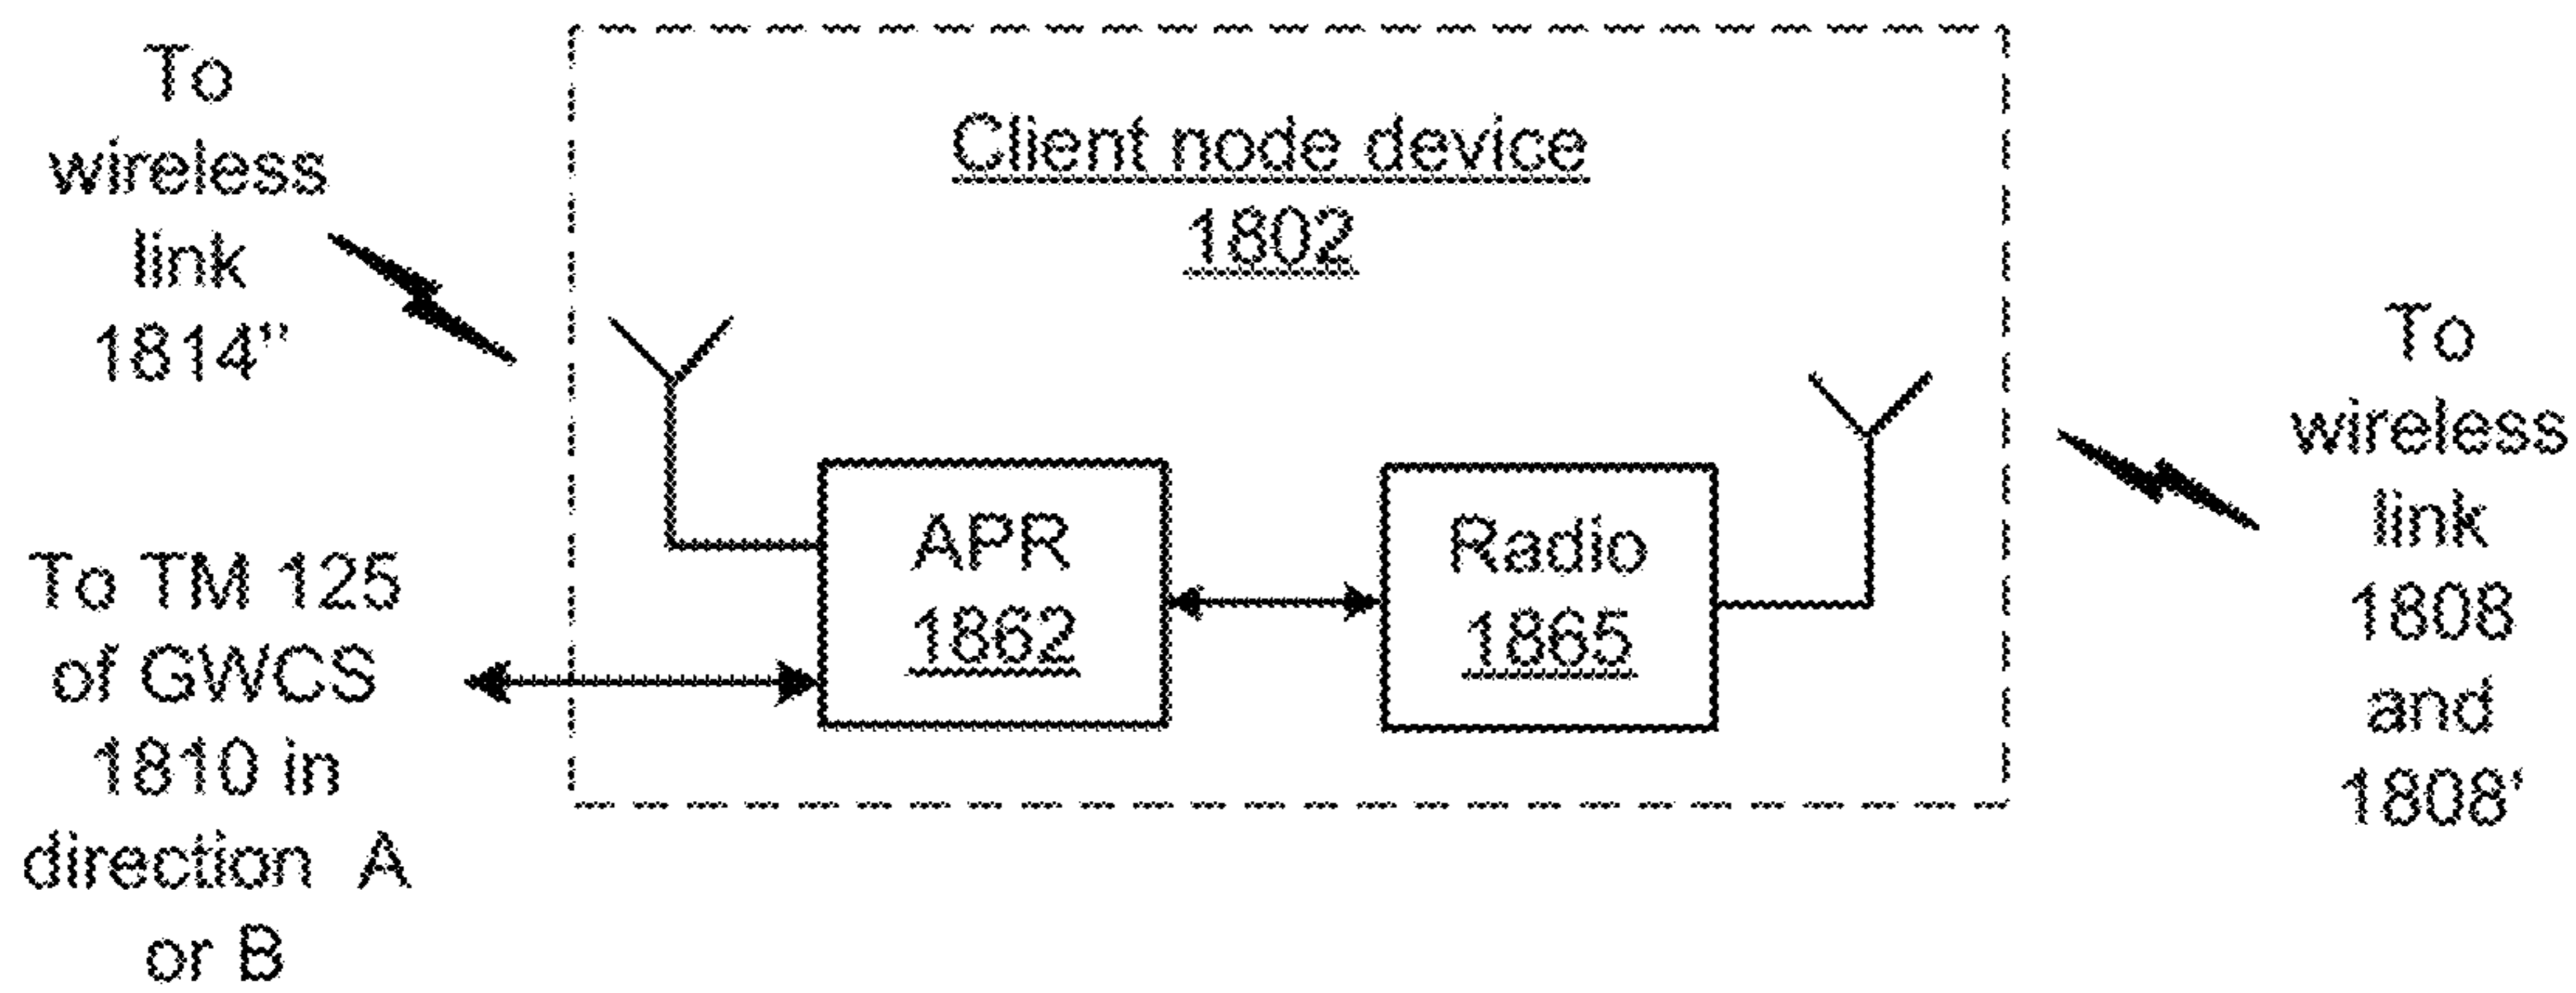 To
wireless
link
1814"
To TM 125
of GWCS
1810 in
direction A
or B
Client node device
1802
APR
1862
Radio
1865
To
wireless
link
1808
and
1808'